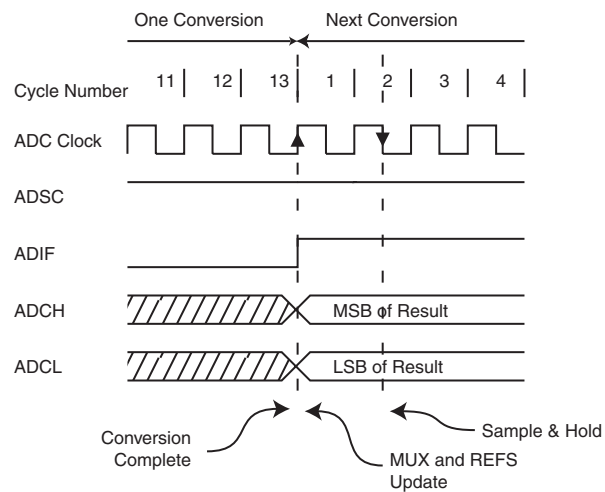 One Conversion Next Conversion
Cycle Number 11 12 13 1 2 3 4
ADC Clock
ADSC
ADIF
ADCH MSB of Result
ADCL LSB of Result
Conversion
Complete
MUX and REFS
Update
Sample & Hold